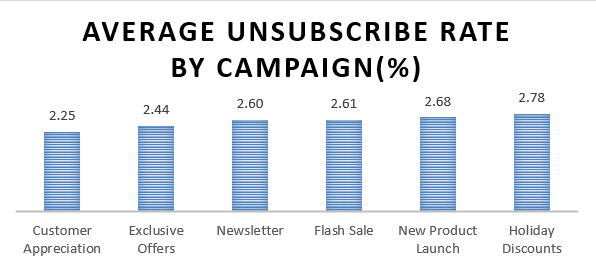 AVERAGE UNSUBSCRIBE RATE
BY CAMPAIGN(%)
2.25
2.44
2.60
2.61
2.68
2.78
Customer
Appreciation
Exclusive
Offers
Newsletter
Flash Sale
New Product
Launch
Holiday
Discounts